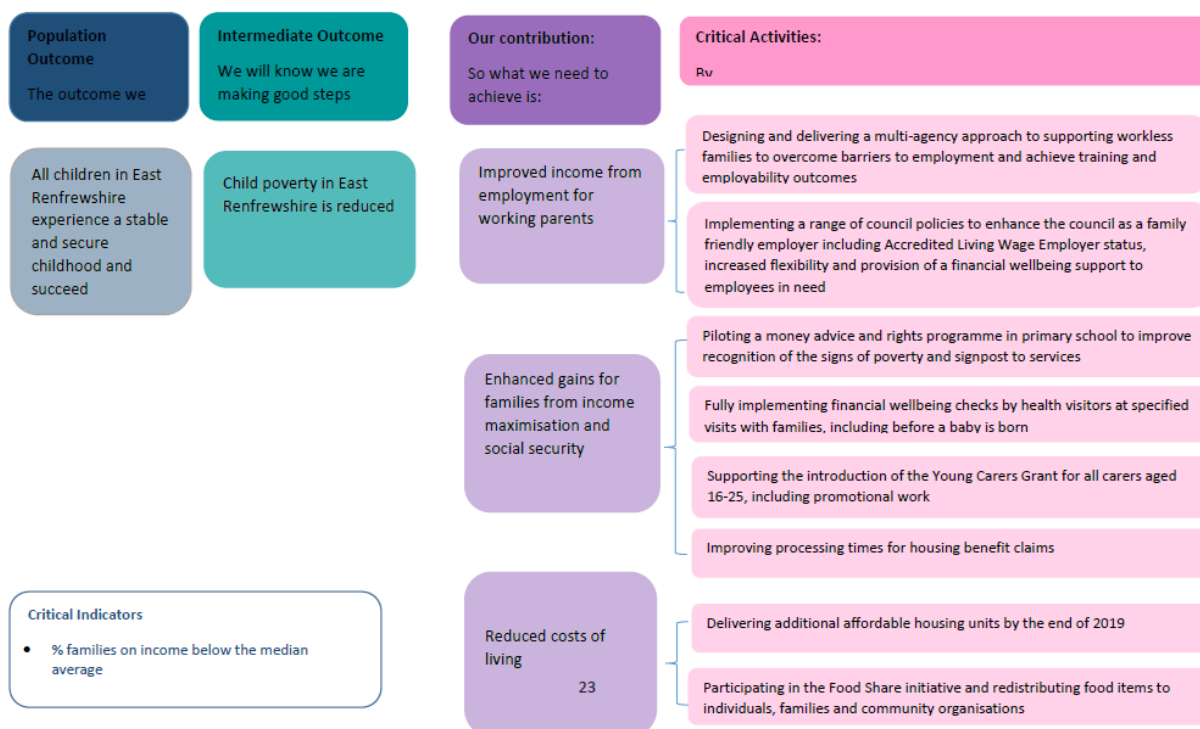 Population
Outcome
The outcome we
Intermediate Outcome
We will know we are
making good steps
Our contribution:
So what we need to
achieve is:
Critical Activities:
By
All children in East
Renfrewshire
experience a stable
and secure
childhood and
succeed
Child poverty in East
Renfrewshire is reduced
Improved income from
employment for
working parents
Designing and delivering a multi-agency approach to supporting workless
families to overcome barriers to employment and achieve training and
employability outcomes
Implementing a range of council policies to enhance the council as a family
friendly employer including Accredited Living Wage Employer status,
increased flexibility and provision of a financial wellbeing support to
employees in need
Enhanced gains for
families from income
maximisation and
social security
Piloting a money advice and rights programme in primary school to improve
recognition of the signs of poverty and signpost to services
Fully implementing financial wellbeing checks by health visitors at specified
visits with families, including before a baby is born
Supporting the introduction of the Young Carers Grant for all carers aged
16-25, including promotional work
Improving processing times for housing benefit claims
Critical Indicators
• % families on income below the median
average
Reduced costs of
living
23
Delivering additional affordable housing units by the end of 2019
Participating in the Food Share initiative and redistributing food items to
individuals, families and community organisations